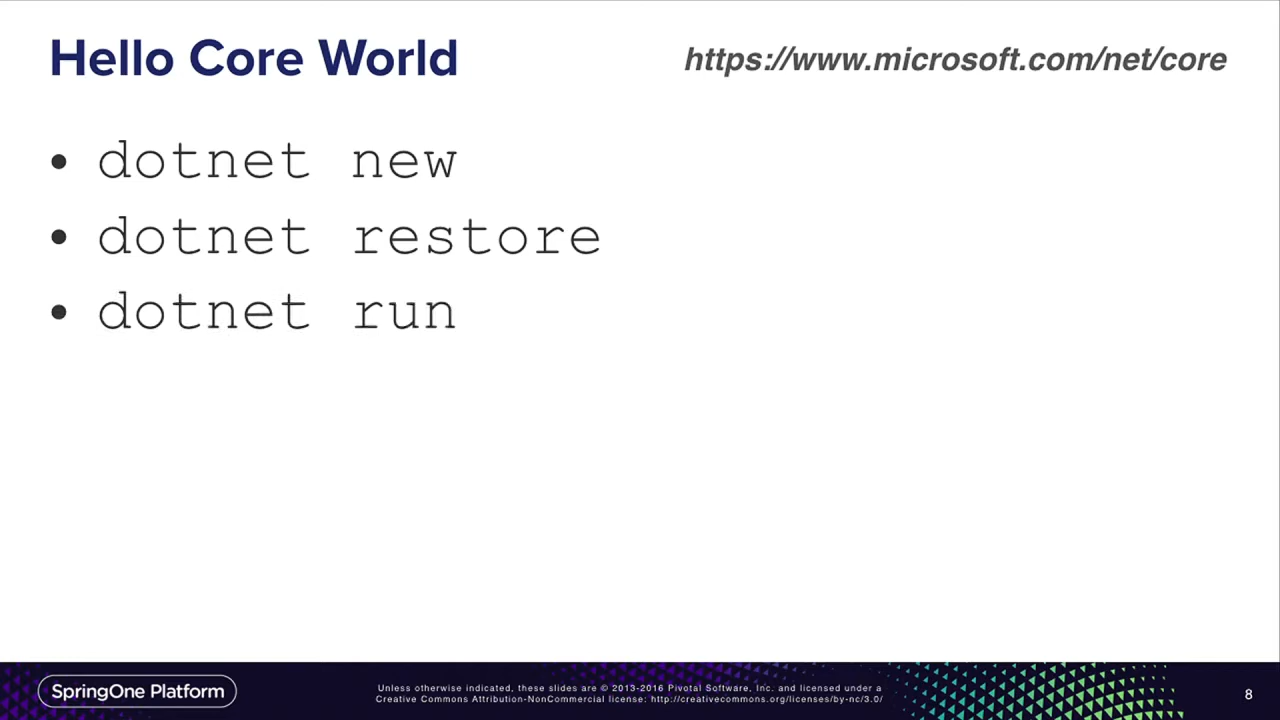 Hello Core World
https://www.microsoft.com/net/core
• dotnet new
• dotnet restore
• dotnet run
SpringOne Platform
Unless otherwise indicated, these slides are © 2013-2016 Pivotal Software, Inc. and licensed under a
Creative Commons Attribution-NonCommercial license: http://creativecommons.org/licenses/by-nc/3.0/
8